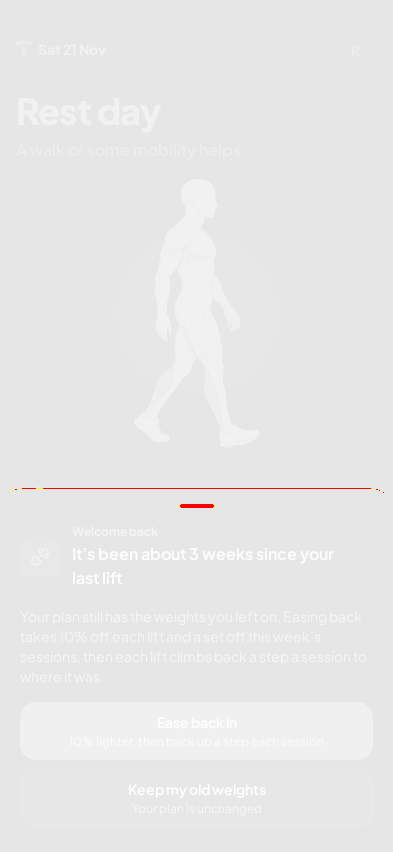 Sat 21 Nov
R
Rest day
A walk or some mobility helps.
Welcome back
It's been about 3 weeks since your
last lift
Your plan still has the weights you left on. Easing back
takes 10% off each lift and a set off this week's
sessions, then each lift climbs back a step a session to
where it was.
Ease back in
10% lighter, then back up a step each session
Keep my old weights
Your plan is unchanged